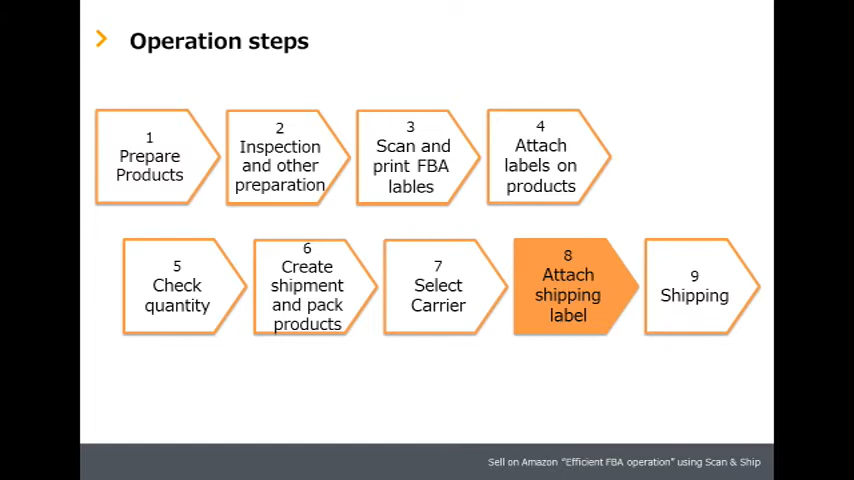 Operation steps
1
Prepare
Products
2
Inspection
and other
preparation
3
Scan and
print FBA
lables
4
Attach
labels on
products
5
Check
quantity
6
Create
shipment
and pack
products
7
Select
Carrier
8
Attach
shipping
label
9
Shipping
Sell on Amazon “Efficient FBA operation” using Scan & Ship